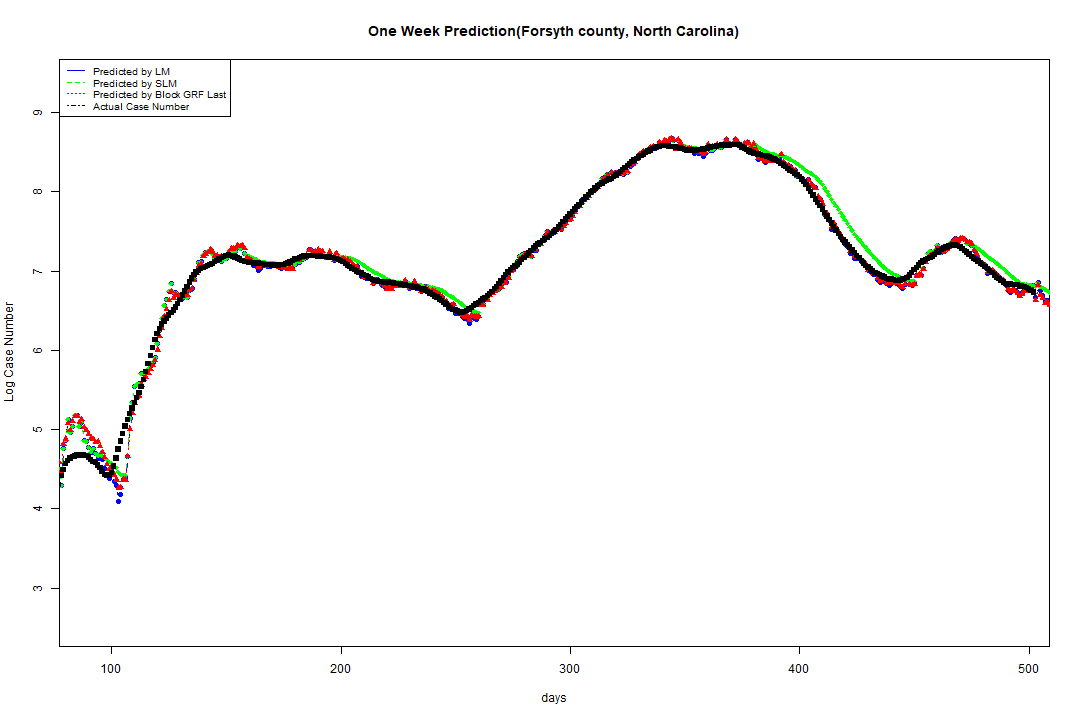 One Week Prediction(Forsyth county, North Carolina)
Predicted by LM
Predicted by SLM
Predicted by Block GRF Last
Actual Case Number
9
8
7
6
5
4
3
Log Case Number
100 200 300 400 500
days